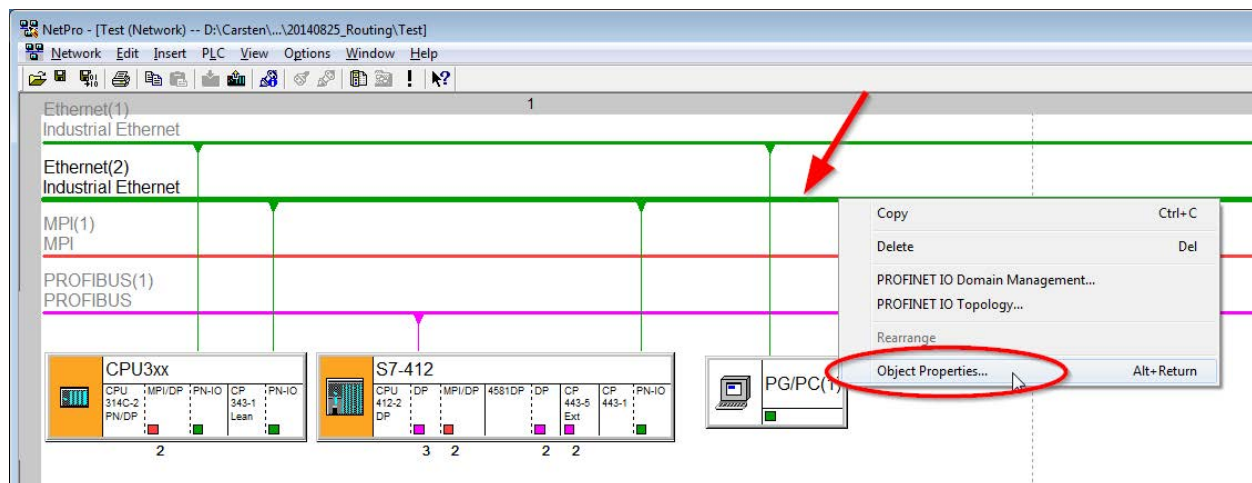 NetPro - [Test (Network) -- D:\Carsten\...\20140825_Routing\Test]
Network Edit Insert PLC View Options Window Help
1
Ethernet(1)
Industrial Ethernet
Ethernet(2)
Industrial Ethernet
MPI(1)
MPI
PROFIBUS(1)
PROFIBUS
Copy Ctrl+C
Delete Del
PROFINET IO Domain Management...
PROFINET IO Topology...
Rearrange
Object Properties... Alt+Return
CPU3xx
CPU 314C-2 PN/DP
MPI/DP
PN-IO
CP 343-1 Lean
PN-IO
2
S7-412
CPU 412-2 DP
DP
MPI/DP
4581DP
DP
CP 443-5 Ext
CP 443-1
PN-IO
3 2 2 2
PG/PC(1)